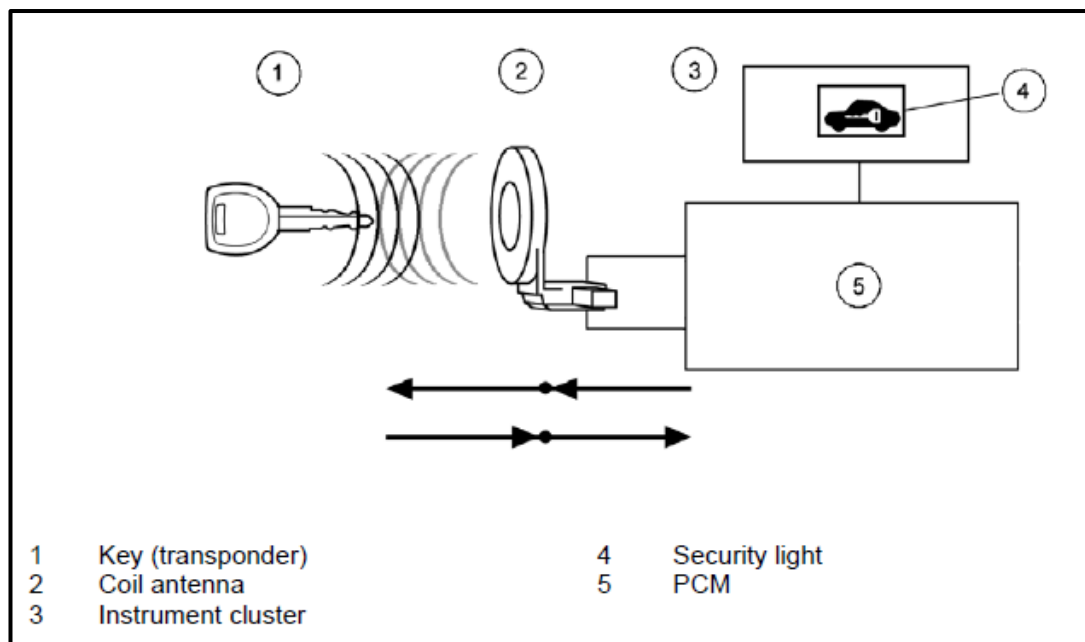 1 2 3
4
5
1 Key (transponder) 4 Security light
2 Coil antenna 5 PCM
3 Instrument cluster